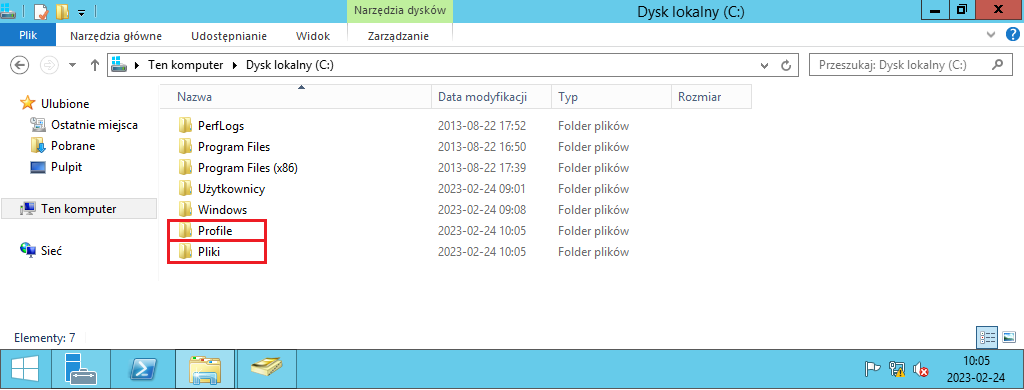 Narzędzia dysków
Dysk lokalny (C:)
Plik
Narzędzia główne
Udostępnianie
Widok
Zarządzanie
Ten komputer
Dysk lokalny (C:)
Przeszukaj: Dysk lokalny (C:)
Ulubione
Ostatnie miejsca
Pobrane
Pulpit
Ten komputer
Sieć
Nazwa Data modyfikacji Typ Rozmiar
PerfLogs 2013-08-22 17:52 Folder plików
Program Files 2013-08-22 16:50 Folder plików
Program Files (x86) 2013-08-22 17:39 Folder plików
Użytkownicy 2023-02-24 09:01 Folder plików
Windows 2023-02-24 09:08 Folder plików
Profile 2023-02-24 10:05 Folder plików
Pliki 2023-02-24 10:05 Folder plików
Elementy: 7
10:05
2023-02-24